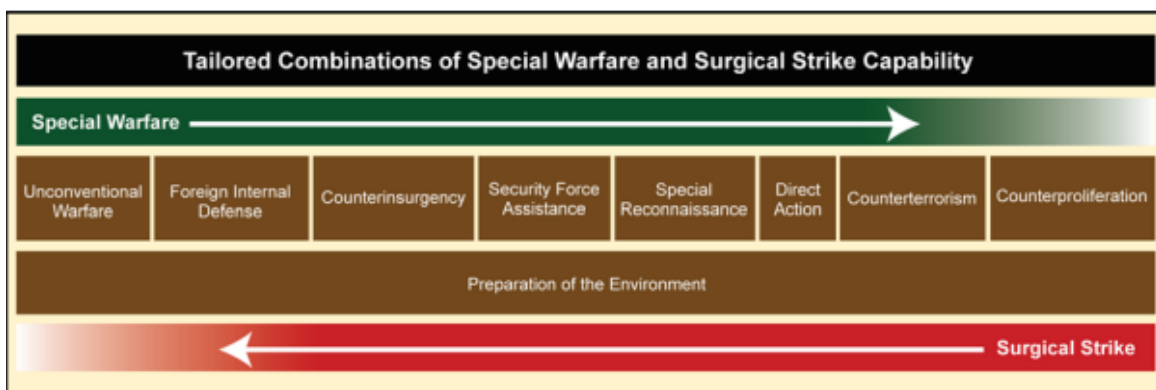 Tailored Combinations of Special Warfare and Surgical Strike Capability
Special Warfare
Unconventional
Warfare
Foreign Internal
Defense
Counterinsurgency
Security Force
Assistance
Special
Reconnaissance
Direct
Action
Counterterrorism
Counterproliferation
Preparation of the Environment
Surgical Strike